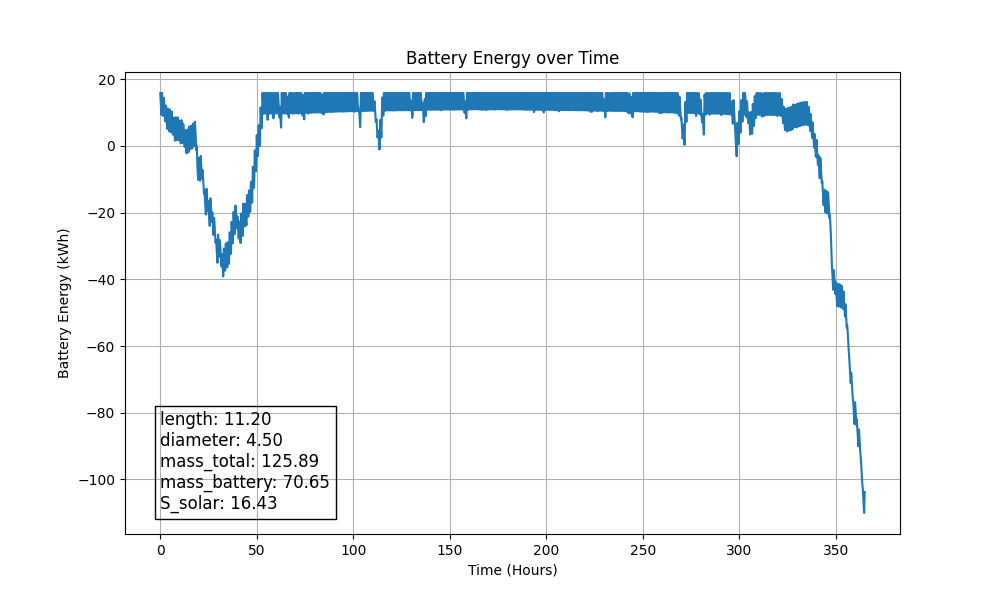 Battery Energy over Time
Battery Energy (kWh)
20
0
−20
−40
−60
−80
−100
length: 11.20
diameter: 4.50
mass_total: 125.89
mass_battery: 70.65
S_solar: 16.43
0 50 100 150 200 250 300 350
Time (Hours)